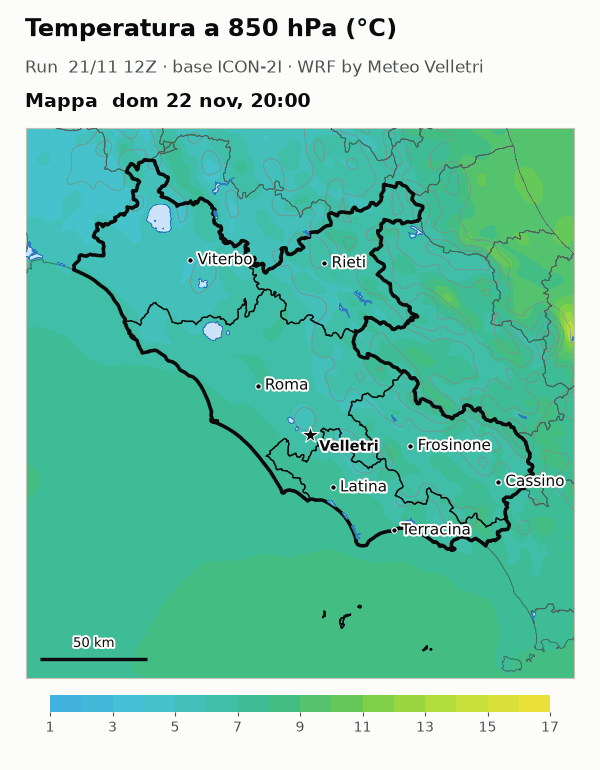 Temperatura a 850 hPa (°C)
Run  21/11 12Z · base ICON-2I · WRF by Meteo Velletri
Mappa  dom 22 nov, 20:00
Viterbo
Rieti
Roma
Velletri
Frosinone
Latina
Cassino
Terracina
50 km
1 3 5 7 9 11 13 15 17